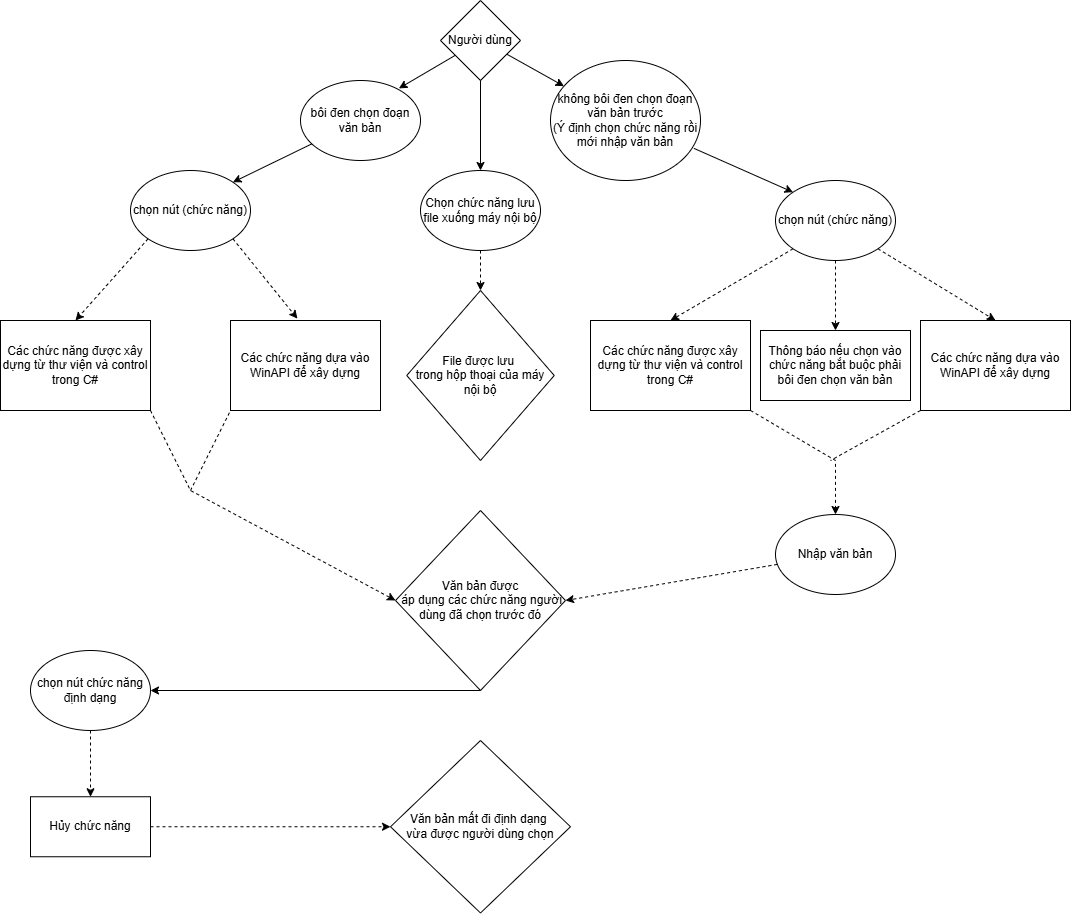 Người dùng
bôi đen chọn đoạn
văn bản
không bôi đen chọn đoạn
văn bản trước
(Ý định chọn chức năng rồi
mới nhập văn bản
chọn nút (chức năng)
Chọn chức năng lưu
file xuống máy nội bộ
chọn nút (chức năng)
Các chức năng được xây
dựng từ thư viện và control
trong C#
Các chức năng dựa vào
WinAPI để xây dựng
File được lưu
trong hộp thoại của máy
nội bộ
Các chức năng được xây
dựng từ thư viện và control
trong C#
Thông báo nếu chọn vào
chức năng bắt buộc phải
bôi đen chọn văn bản
Các chức năng dựa vào
WinAPI để xây dựng
Nhập văn bản
Văn bản được
áp dụng các chức năng người
dùng đã chọn trước đó
chọn nút chức năng
định dạng
Hủy chức năng
Văn bản mất đi định dạng
vừa được người dùng chọn